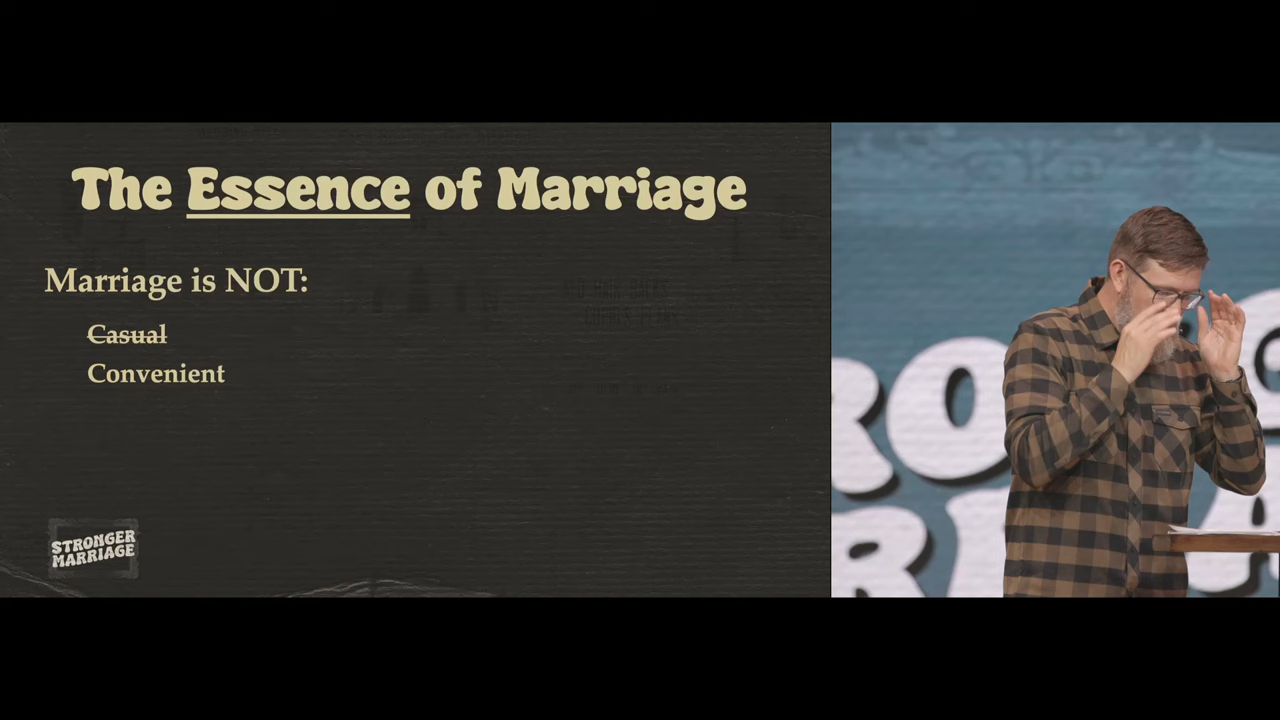 The Essence of Marriage
Marriage is NOT:
Casual
Convenient
STRONGER
MARRIAGE